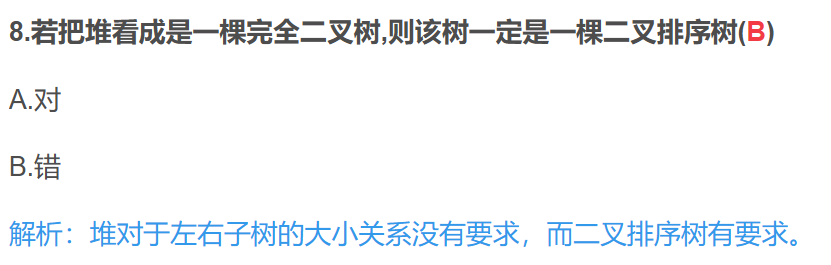 8.若把堆看成是一棵完全二叉树,则该树一定是一棵二叉排序树(B)
A.对
B.错
解析：堆对于左右子树的大小关系没有要求，而二叉排序树有要求。